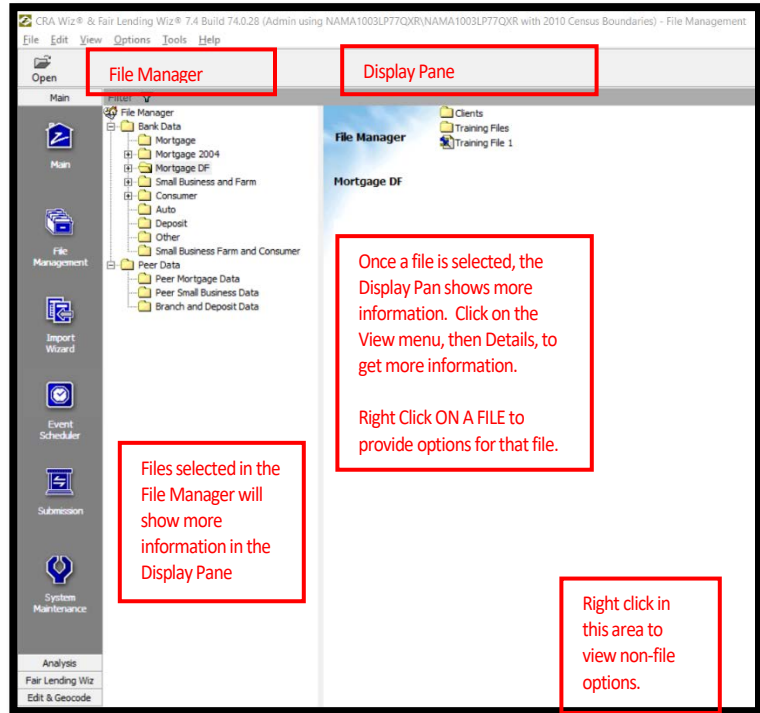 CRA Wiz® & Fair Lending Wiz® 7.4 Build 74.0.28 (Admin using NAMA1003LP77QXR\NAMA1003LP77QXR with 2010 Census Boundaries) - File Management
File Edit View Options Tools Help
Open
File Manager
Display Pane
Main
Filter
Main
File
Management
Import
Wizard
Event
Scheduler
Submission
System
Maintenance
Analysis
Fair Lending Wiz
Edit & Geocode
File Manager
Bank Data
Mortgage
Mortgage 2004
Mortgage DF
Small Business and Farm
Consumer
Auto
Deposit
Other
Small Business Farm and Consumer
Peer Data
Peer Mortgage Data
Peer Small Business Data
Branch and Deposit Data
Files selected in the
File Manager will
show more
information in the
Display Pane
File Manager
Mortgage DF
Clients
Training Files
Training File 1
Once a file is selected, the
Display Pan shows more
information. Click on the
View menu, then Details, to
get more information.
Right Click ON A FILE to
provide options for that file.
Right click in
this area to
view non-file
options.